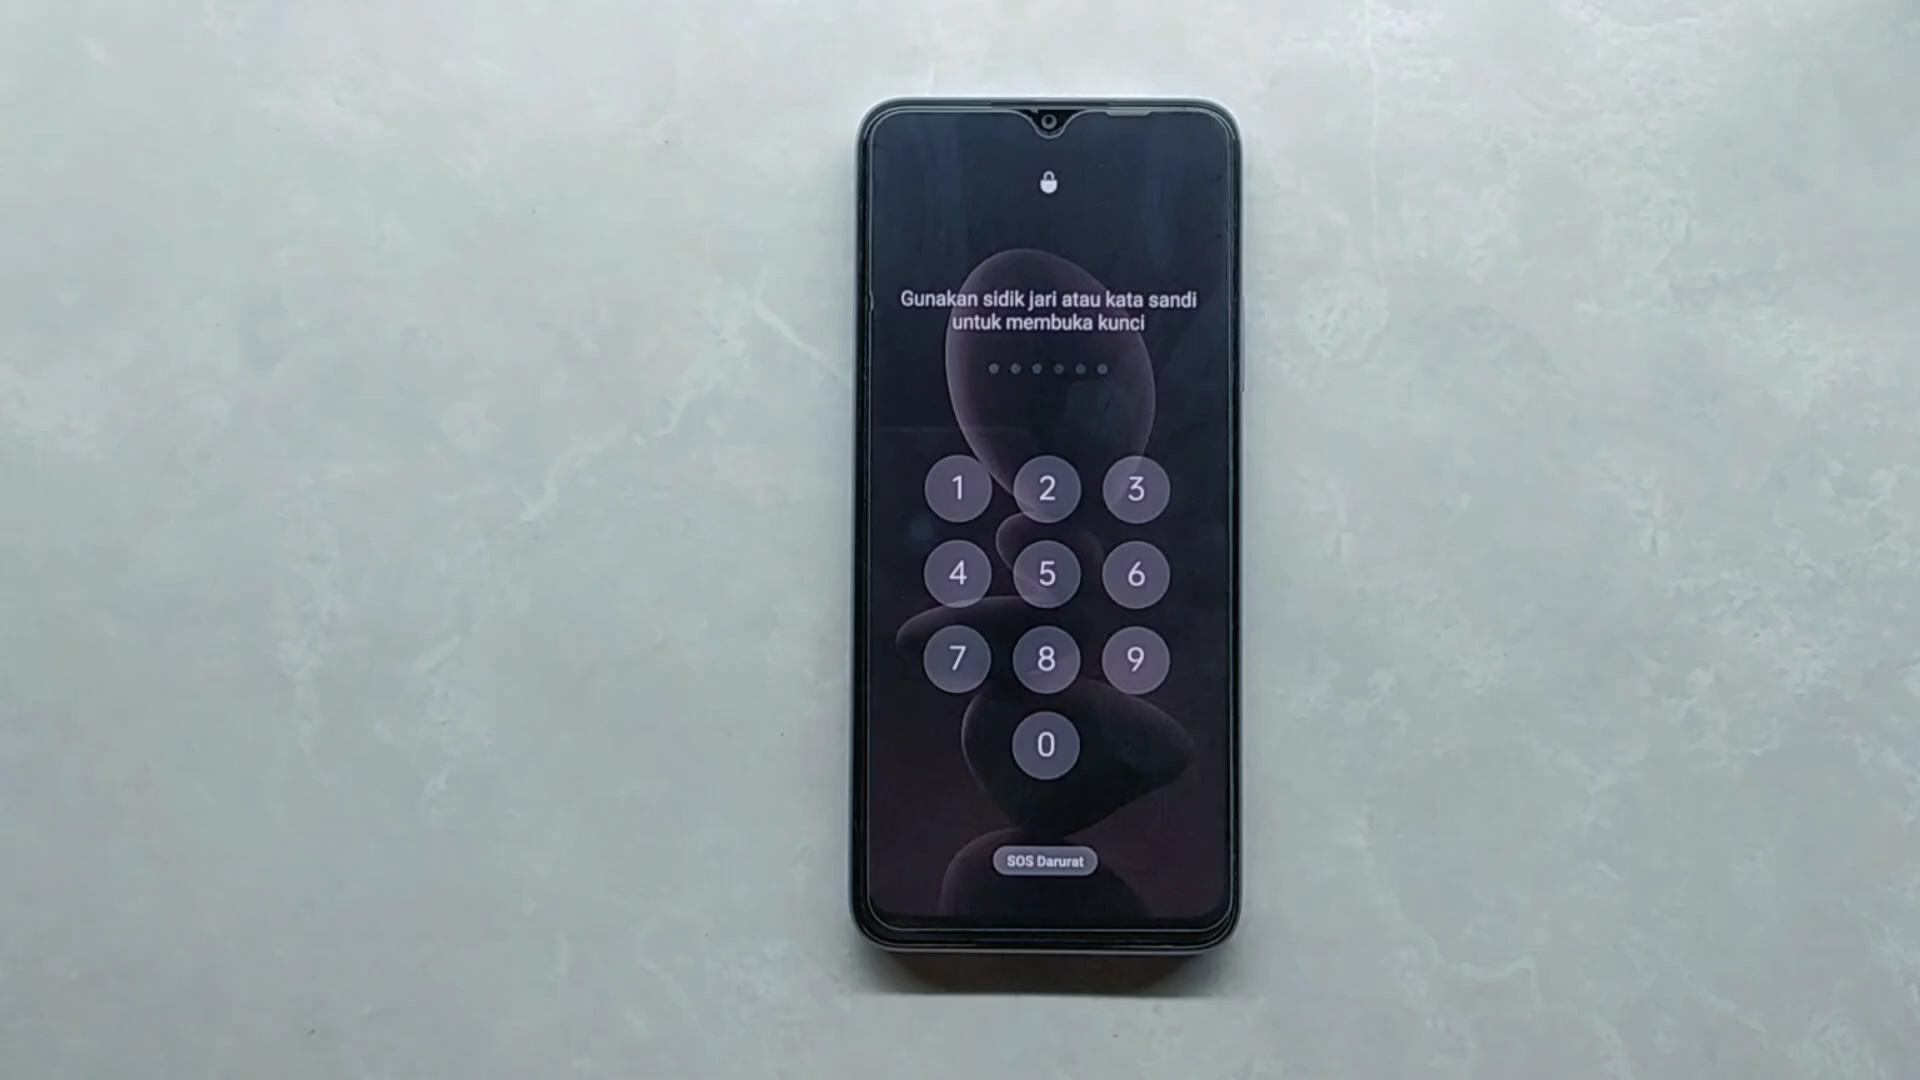 Gunakan sidik jari atau kata sandi
untuk membuka kunci
1 2 3
4 5 6
7 8 9
0
SOS Darurat